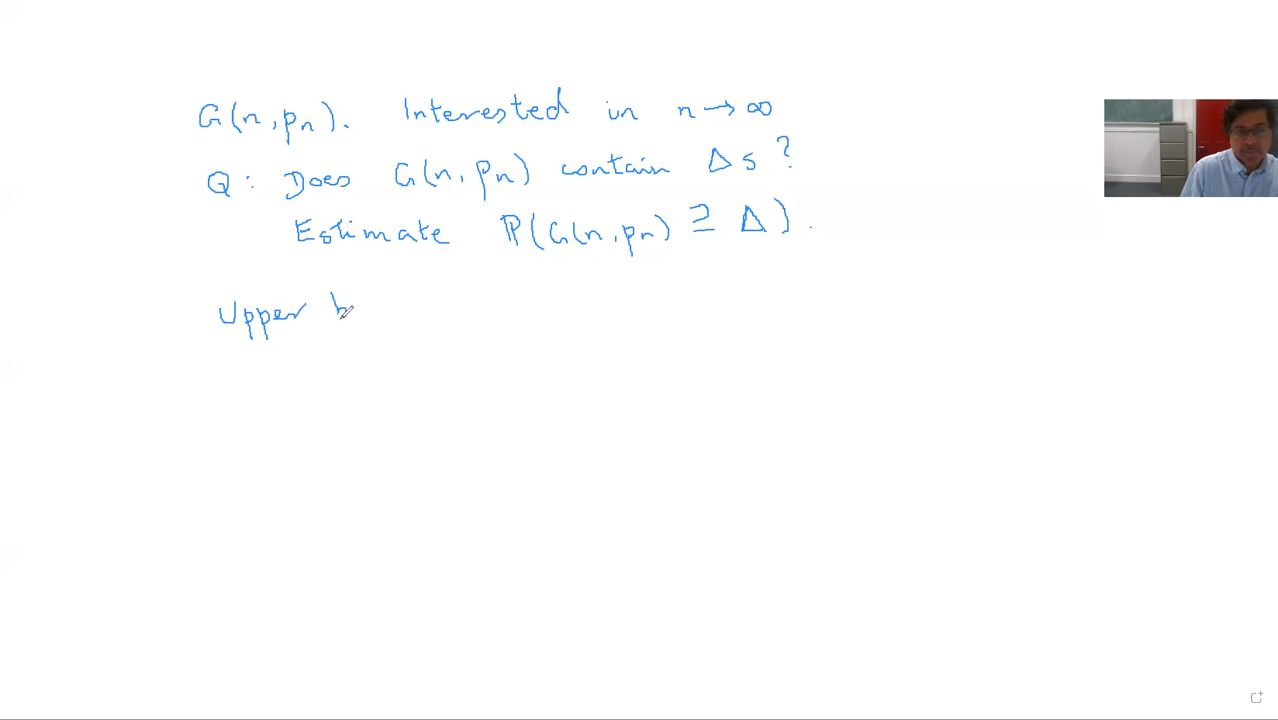 G(n, pₙ). Interested in n → ∞
Q: Does G(n, pₙ) contain Δs?
Estimate ℙ(G(n, pₙ) ⊇ Δ).
Upper b